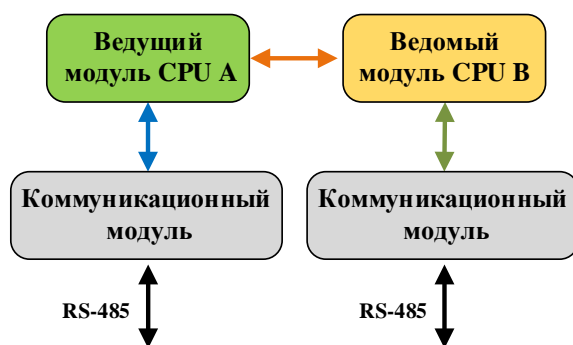 Ведущий
модуль CPU A
Ведомый
модуль CPU B
Коммуникационный
модуль
Коммуникационный
модуль
RS-485
RS-485